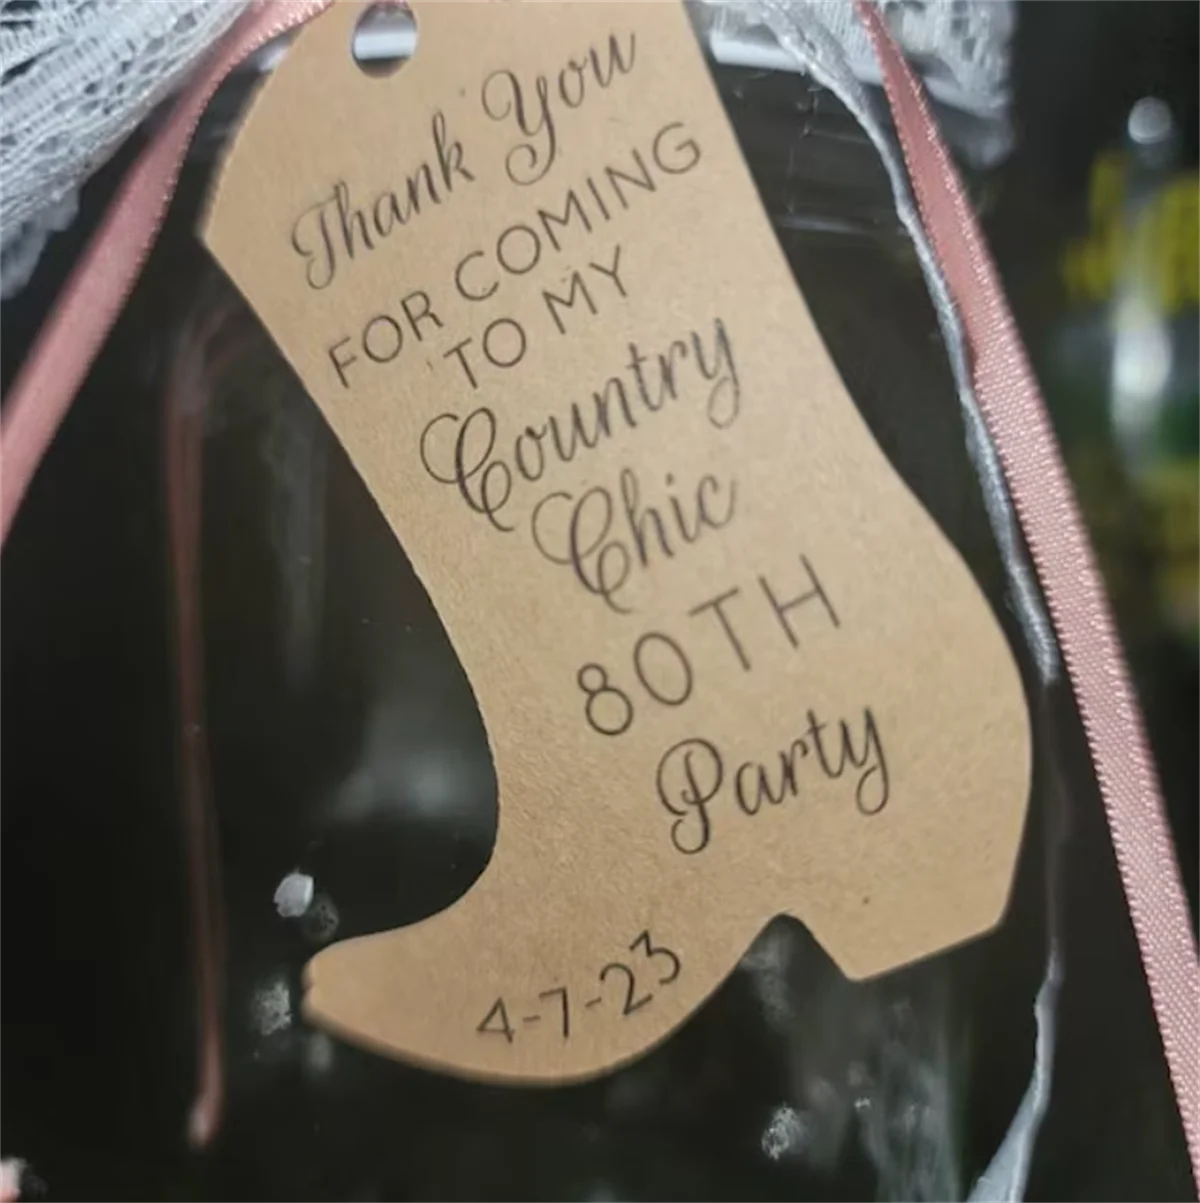 Thank You
FOR COMING
TO MY
Country
Chic
80TH
Party
4-7-23